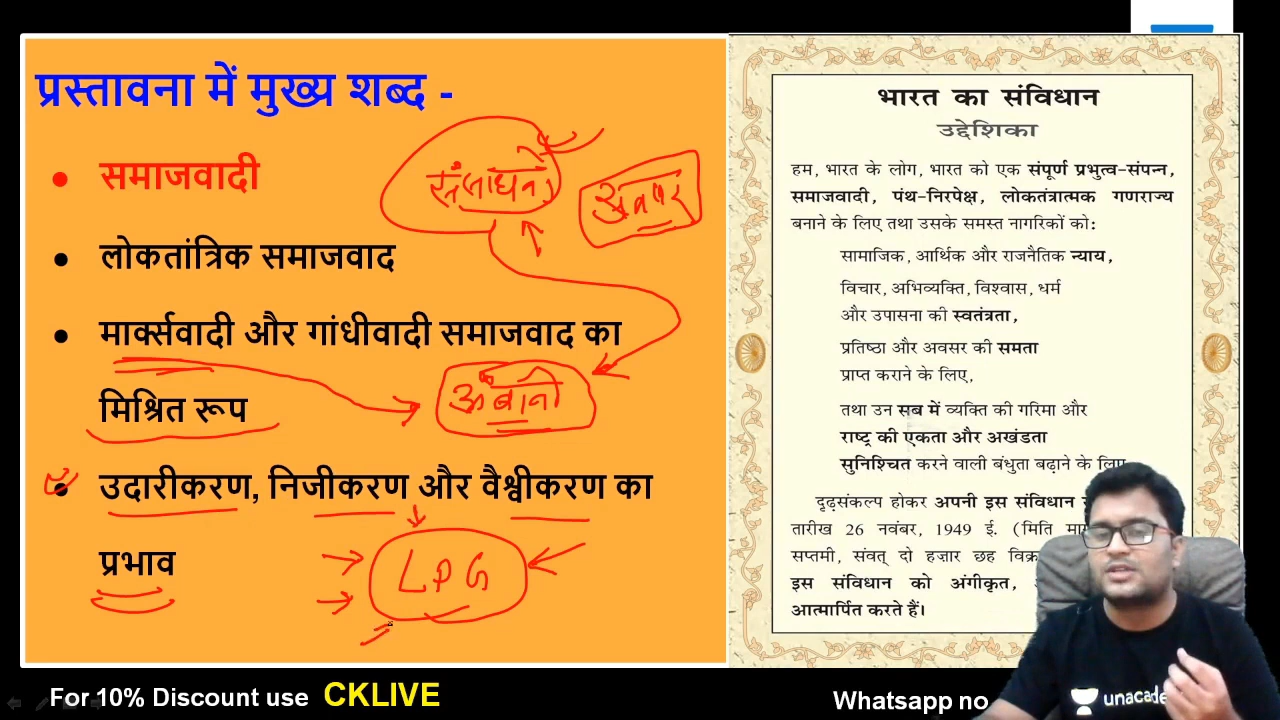 प्रस्तावना में मुख्य शब्द -
समाजवादी
लोकतांत्रिक समाजवाद
मार्क्सवादी और गांधीवादी समाजवाद का
मिश्रित रूप
उदारीकरण, निजीकरण और वैश्वीकरण का
प्रभाव
संसाधन
अवसर
अंबानी
LPG
भारत का संविधान
उद्देशिका
हम, भारत के लोग, भारत को एक संपूर्ण प्रभुत्व-संपन्न,
समाजवादी, पंथ-निरपेक्ष, लोकतंत्रात्मक गणराज्य
बनाने के लिए तथा उसके समस्त नागरिकों को:
सामाजिक, आर्थिक और राजनैतिक न्याय,
विचार, अभिव्यक्ति, विश्वास, धर्म
और उपासना की स्वतंत्रता,
प्रतिष्ठा और अवसर की समता
प्राप्त कराने के लिए,
तथा उन सब में व्यक्ति की गरिमा और
राष्ट्र की एकता और अखंडता
सुनिश्चित करने वाली बंधुता बढ़ाने के लिए
दृढ़संकल्प होकर अपनी इस संविधान
तारीख 26 नवंबर, 1949 ई. (मिति
सप्तमी, संवत् दो हजार छह
इस संविधान को अंगीकृत,
आत्मार्पित करते हैं।
unacade
For 10% Discount use CKLIVE
Whatsapp no